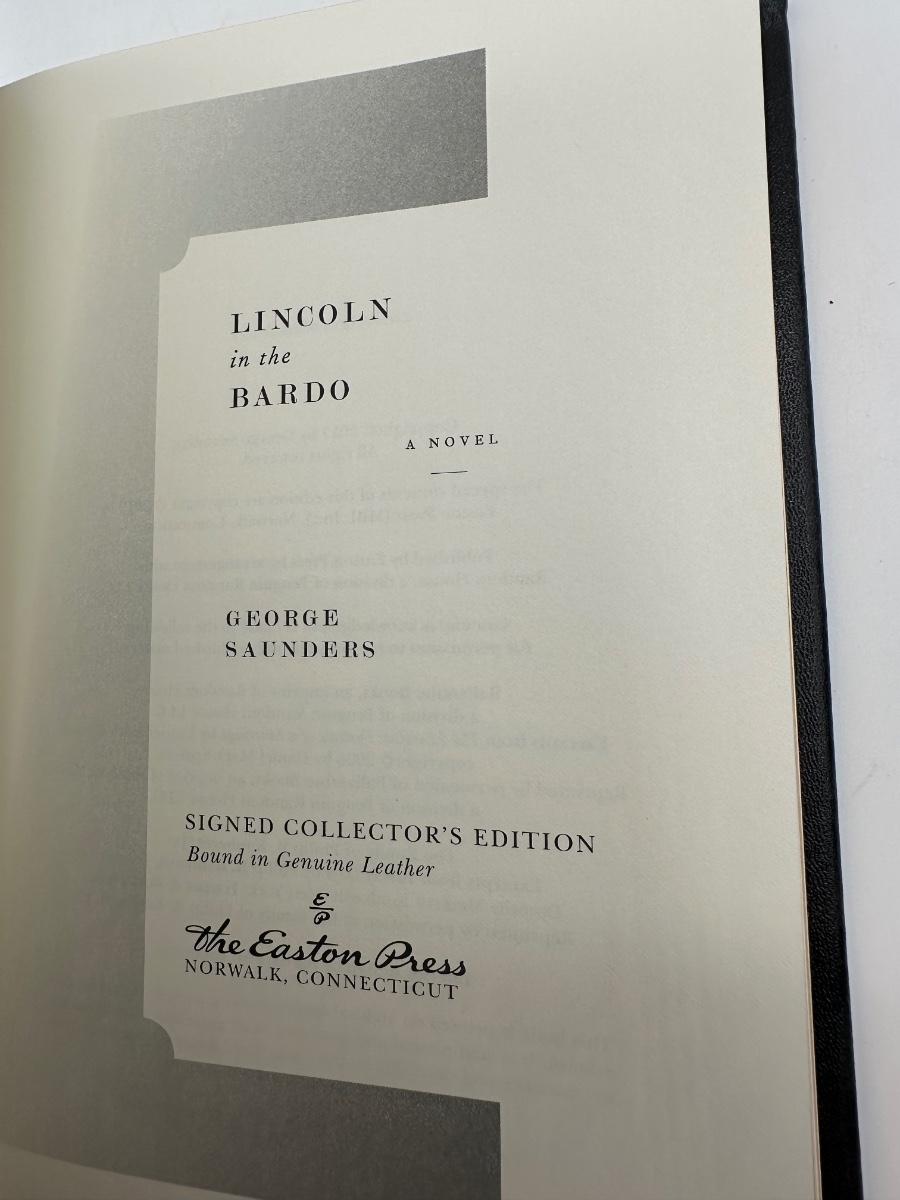 LINCOLN
in the
BARDO
A NOVEL
GEORGE
SAUNDERS
SIGNED COLLECTOR'S EDITION
Bound in Genuine Leather
E
P
The Easton Press
NORWALK, CONNECTICUT